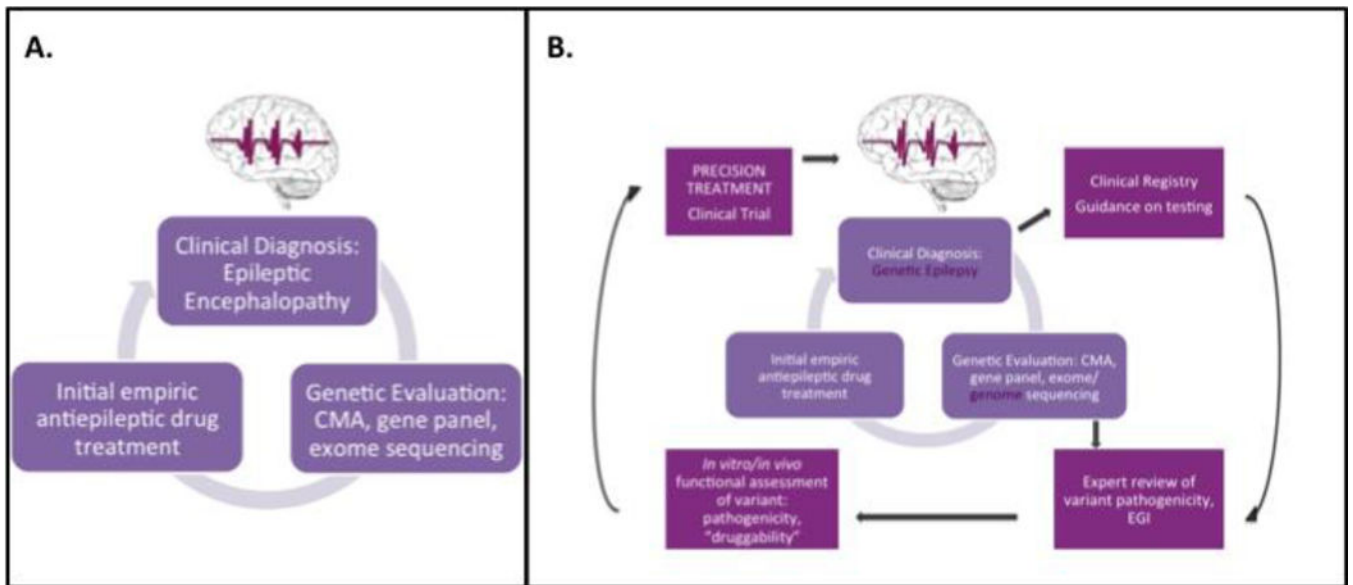 A.
Clinical Diagnosis:
Epileptic
Encephalopathy
Initial empiric
antiepileptic drug
treatment
Genetic Evaluation:
CMA, gene panel,
exome sequencing
B.
PRECISION
TREATMENT
Clinical Trial
Clinical Registry
Guidance on testing
Clinical Diagnosis:
Genetic Epilepsy
Initial empiric
antiepileptic drug
treatment
Genetic Evaluation: CMA,
gene panel, exome/
genome sequencing
In vitro/in vivo
functional assessment
of variant:
pathogenicity,
"druggability"
Expert review of
variant pathogenicity,
EGI